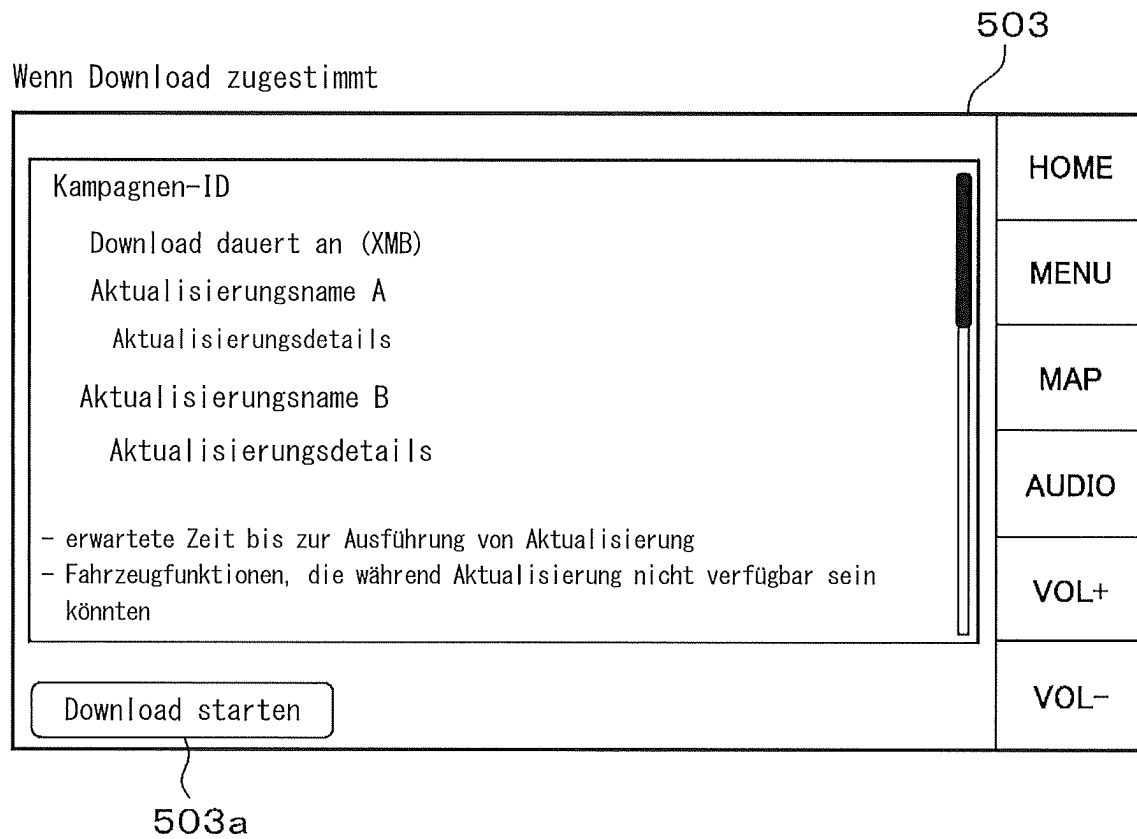 503
Wenn Download zugestimmt
Kampagnen-ID
Download dauert an (XMB)
Aktualisierungsname A
Aktualisierungsdetails
Aktualisierungsname B
Aktualisierungsdetails
- erwartete Zeit bis zur Ausführung von Aktualisierung
- Fahrzeugfunktionen, die während Aktualisierung nicht verfügbar sein
könnten
Download starten
HOME
MENU
MAP
AUDIO
VOL+
VOL-
503a